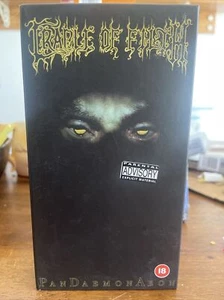 CRADLE OF FILTH
PARENTAL
ADVISORY
EXPLICIT MATERIAL
18
PANDAEMONAEON